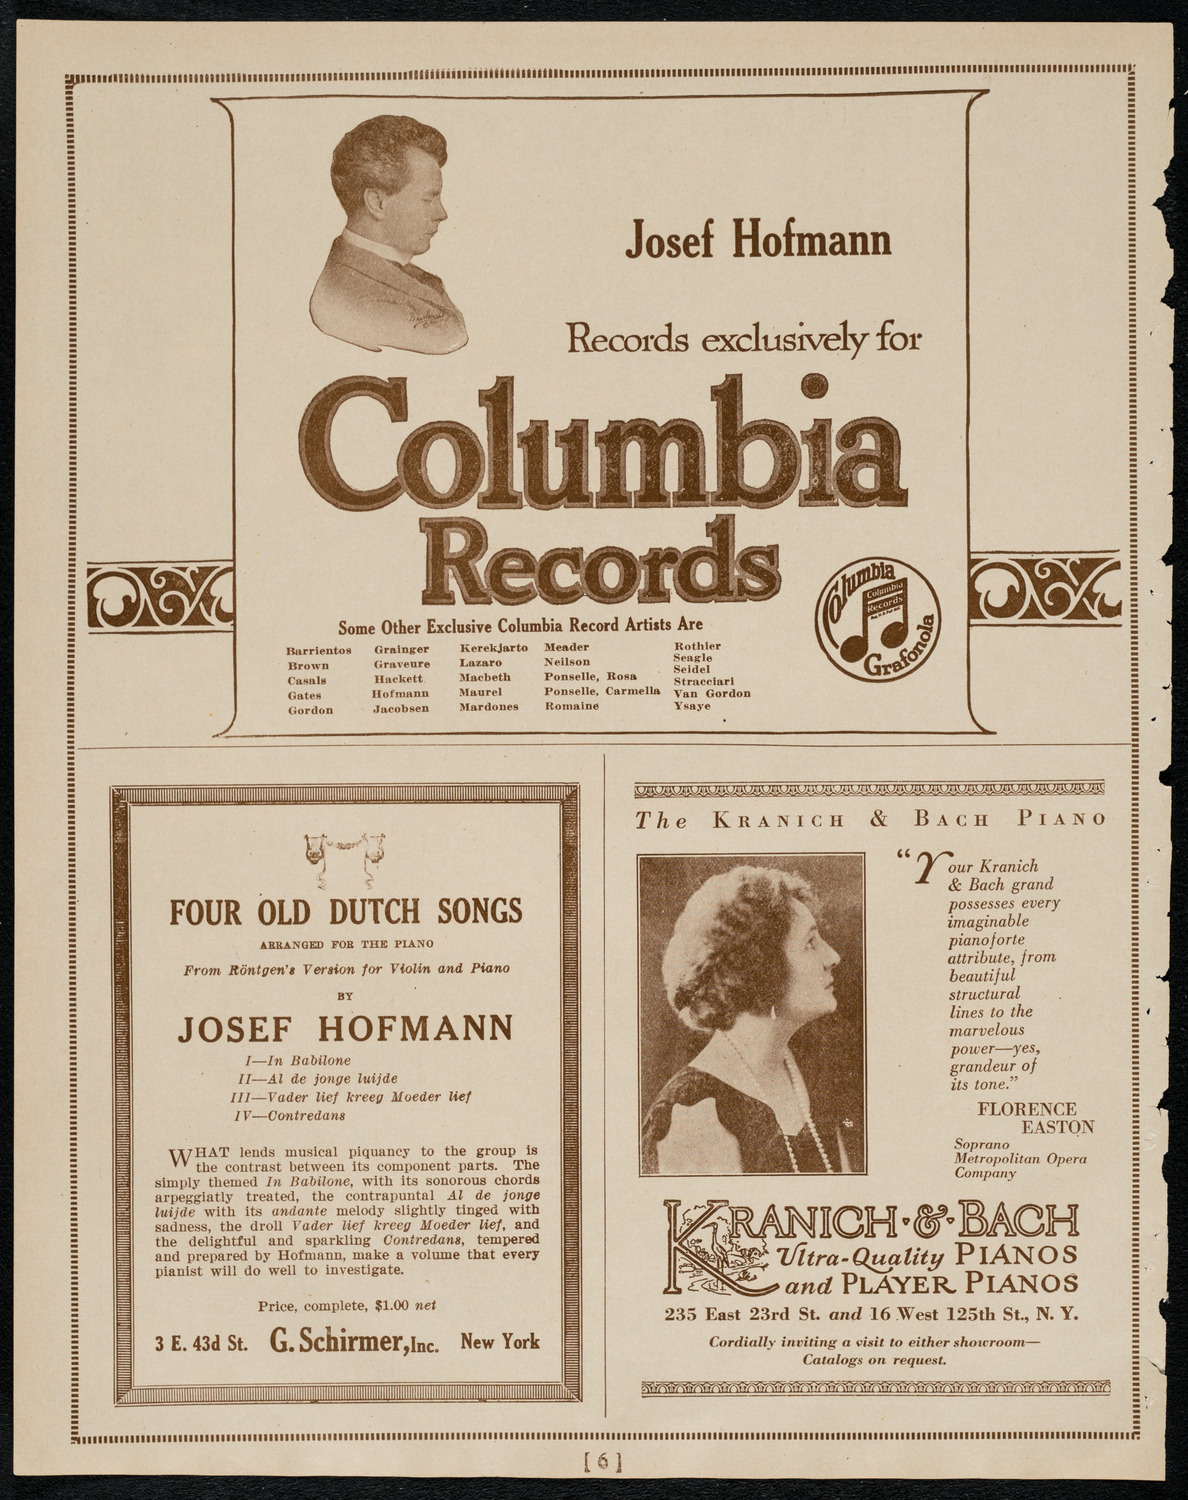 Josef Hofmann
Records exclusively for
Columbia
Records
Columbia
Columbia
Records
Grafonola
Some Other Exclusive Columbia Record Artists Are
Barrientos Grainger Kerekjarto Meader Rothier
Brown Graveure Lazaro Neilson Seagle
Casals Hackett Macbeth Ponselle, Rosa Seidel
Gates Hofmann Maurel Ponselle, Carmella Stracciari
Gordon Jacobsen Mardones Romaine Van Gordon
Ysaye
FOUR OLD DUTCH SONGS
ARRANGED FOR THE PIANO
From Röntgen's Version for Violin and Piano
BY
JOSEF HOFMANN
I—In Babilone
II—Al de jonge luijde
III—Vader lief kreeg Moeder lief
IV—Contredans
WHAT lends musical piquancy to the group is
the contrast between its component parts. The
simply themed In Babilone, with its sonorous chords
arpeggiatly treated, the contrapuntal Al de jonge
luijde with its andante melody slightly tinged with
sadness, the droll Vader lief kreeg Moeder lief, and
the delightful and sparkling Contredans, tempered
and prepared by Hofmann, make a volume that every
pianist will do well to investigate.
Price, complete, $1.00 net
3 E. 43d St. G. Schirmer, Inc. New York
The KRANICH & BACH PIANO
"Your Kranich
& Bach grand
possesses every
imaginable
pianoforte
attribute, from
beautiful
structural
lines to the
marvelous
power—yes,
grandeur of
its tone."
FLORENCE
EASTON
Soprano
Metropolitan Opera
Company
KRANICH·&·BACH
Ultra-Quality PIANOS
and PLAYER PIANOS
235 East 23rd St. and 16 West 125th St., N. Y.
Cordially inviting a visit to either showroom—
Catalogs on request.
[ 6 ]